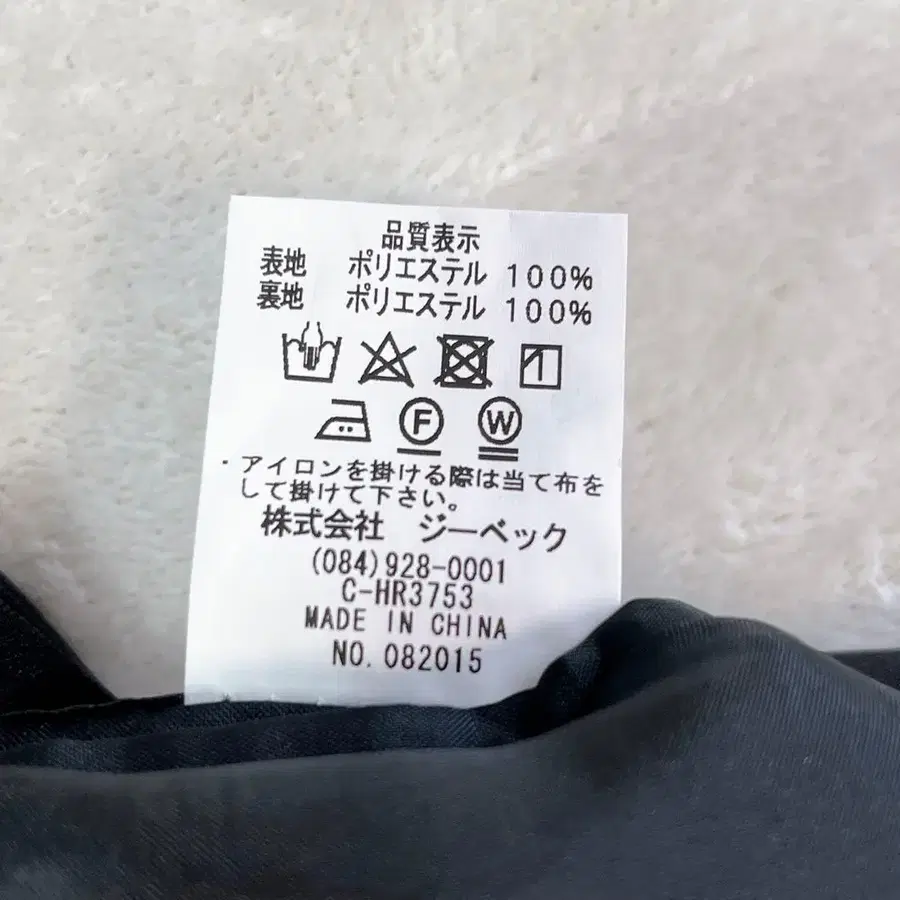 品質表示
表地 ポリエステル 100%
裏地 ポリエステル 100%
F W
・アイロンを掛ける際は当て布を
して掛けて下さい。
株式会社 ジーベック
(084)928-0001
C-HR3753
MADE IN CHINA
NO.082015